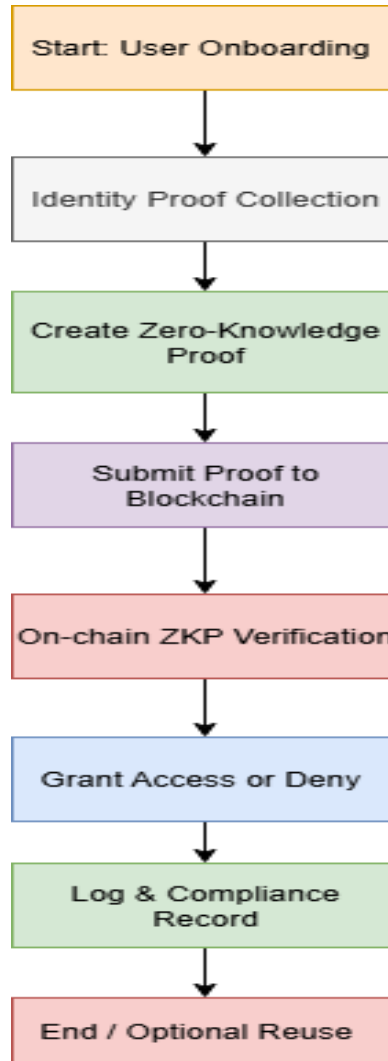 Start: User Onboarding
Identity Proof Collection
Create Zero-Knowledge
Proof
Submit Proof to
Blockchain
On-chain ZKP Verification
Grant Access or Deny
Log & Compliance
Record
End / Optional Reuse